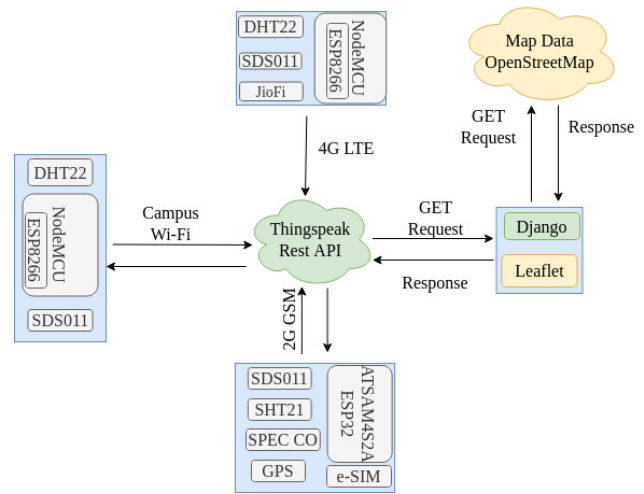 DHT22
SDS011
JioFi
NodeMCU
ESP8266
Map Data
OpenStreetMap
GET
Request
Response
4G LTE
DHT22
NodeMCU
ESP8266
SDS011
Campus
Wi-Fi
Thingspeak
Rest API
GET
Request
Response
Django
Leaflet
2G GSM
SDS011
SHT21
SPEC CO
GPS
ATSAM4S2A
ESP32
e-SIM